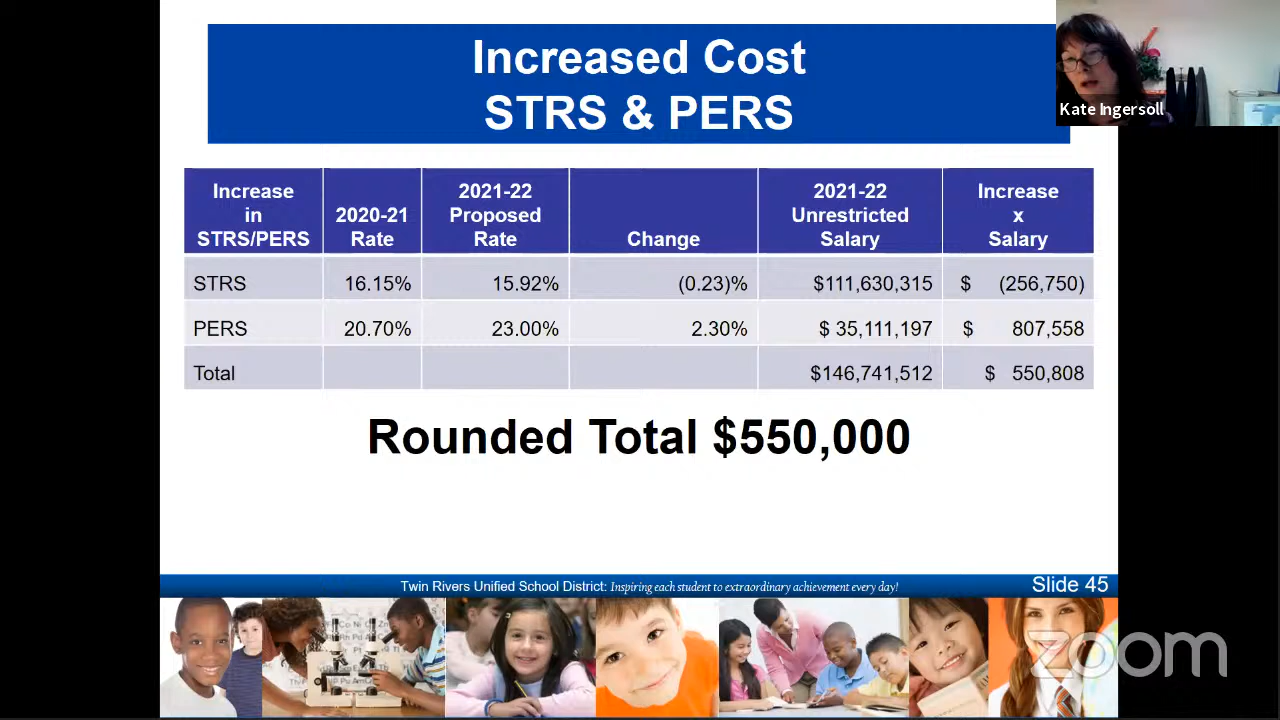 Increased Cost
STRS & PERS
Kate Ingersoll
Increase in STRS/PERS 2020-21 Rate 2021-22 Proposed Rate Change 2021-22 Unrestricted Salary Increase x Salary
STRS 16.15% 15.92% (0.23)% $111,630,315 $ (256,750)
PERS 20.70% 23.00% 2.30% $ 35,111,197 $ 807,558
Total $146,741,512 $ 550,808
Rounded Total $550,000
Twin Rivers Unified School District: Inspiring each student to extraordinary achievement every day!
Slide 45
zoom